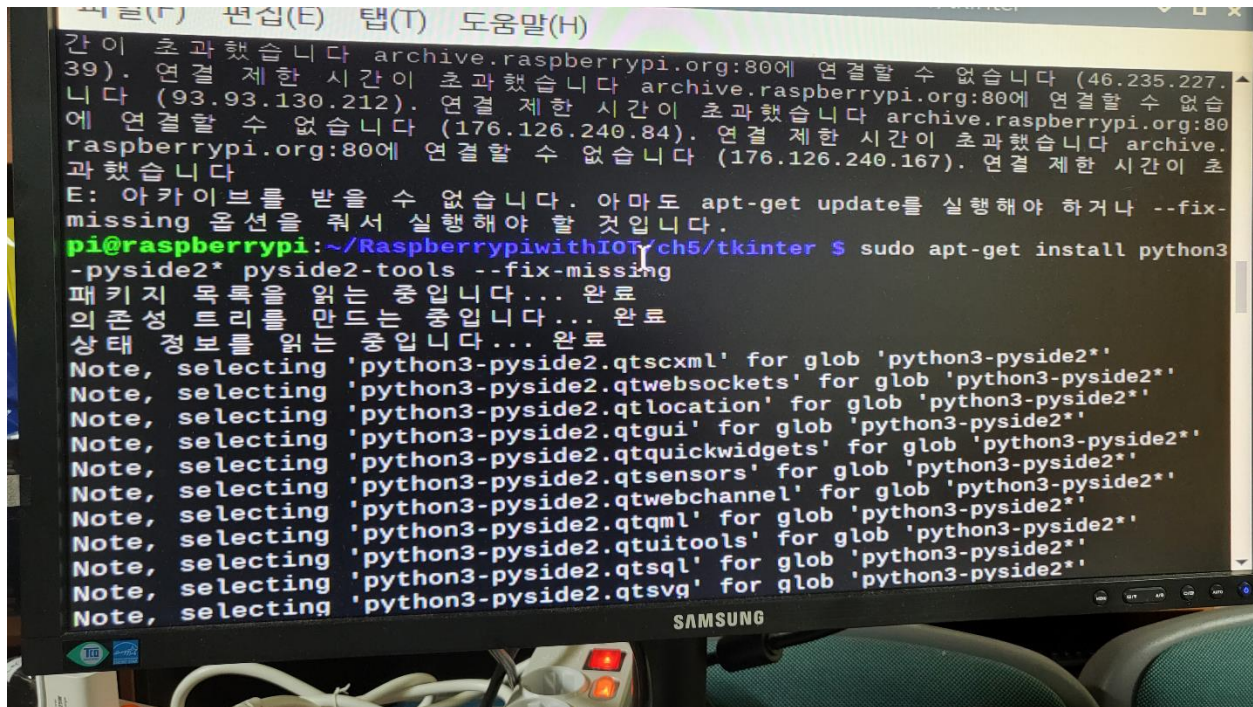 파일(F) 편집(E) 탭(T) 도움말(H)
간이 초과했습니다 archive.raspberrypi.org:80에 연결할 수 없습니다 (46.235.227.
39). 연결 제한 시간이 초과했습니다 archive.raspberrypi.org:80에 연결할 수 없습
니다 (93.93.130.212). 연결 제한 시간이 초과했습니다 archive.raspberrypi.org:80
에 연결할 수 없습니다 (176.126.240.84). 연결 제한 시간이 초과했습니다 archive.
raspberrypi.org:80에 연결할 수 없습니다 (176.126.240.167). 연결 제한 시간이 초
과했습니다
E: 아카이브를 받을 수 없습니다. 아마도 apt-get update를 실행해야 하거나 --fix-
missing 옵션을 줘서 실행해야 할 것입니다.
pi@raspberrypi:~/RaspberrypiwithIOT/ch5/tkinter $ sudo apt-get install python3
-pyside2* pyside2-tools --fix-missing
패키지 목록을 읽는 중입니다... 완료
의존성 트리를 만드는 중입니다... 완료
상태 정보를 읽는 중입니다... 완료
Note, selecting 'python3-pyside2.qtscxml' for glob 'python3-pyside2*'
Note, selecting 'python3-pyside2.qtwebsockets' for glob 'python3-pyside2*'
Note, selecting 'python3-pyside2.qtlocation' for glob 'python3-pyside2*'
Note, selecting 'python3-pyside2.qtgui' for glob 'python3-pyside2*'
Note, selecting 'python3-pyside2.qtquickwidgets' for glob 'python3-pyside2*'
Note, selecting 'python3-pyside2.qtsensors' for glob 'python3-pyside2*'
Note, selecting 'python3-pyside2.qtwebchannel' for glob 'python3-pyside2*'
Note, selecting 'python3-pyside2.qtqml' for glob 'python3-pyside2*'
Note, selecting 'python3-pyside2.qtuitools' for glob 'python3-pyside2*'
Note, selecting 'python3-pyside2.qtsql' for glob 'python3-pyside2*'
Note, selecting 'python3-pyside2.qtsvg' for glob 'python3-pyside2*'
SAMSUNG
TCO